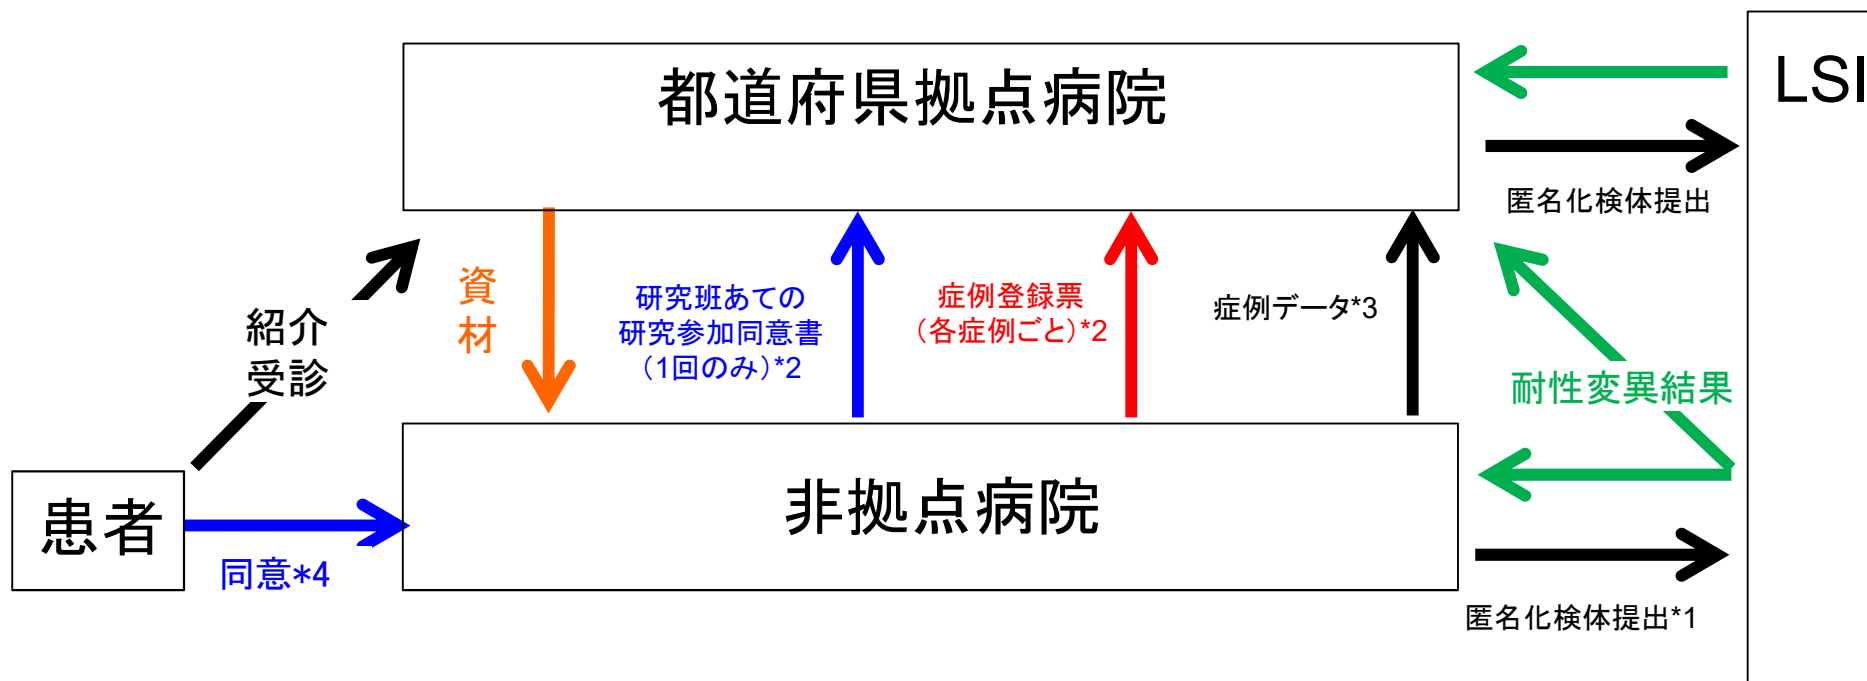 都道府県拠点病院
LSI
匿名化検体提出
紹介
受診
資
材
研究班あての
研究参加同意書
（1回のみ）*2
症例登録票
（各症例ごと）*2
症例データ*3
耐性変異結果
患者
同意*4
非拠点病院
匿名化検体提出*1